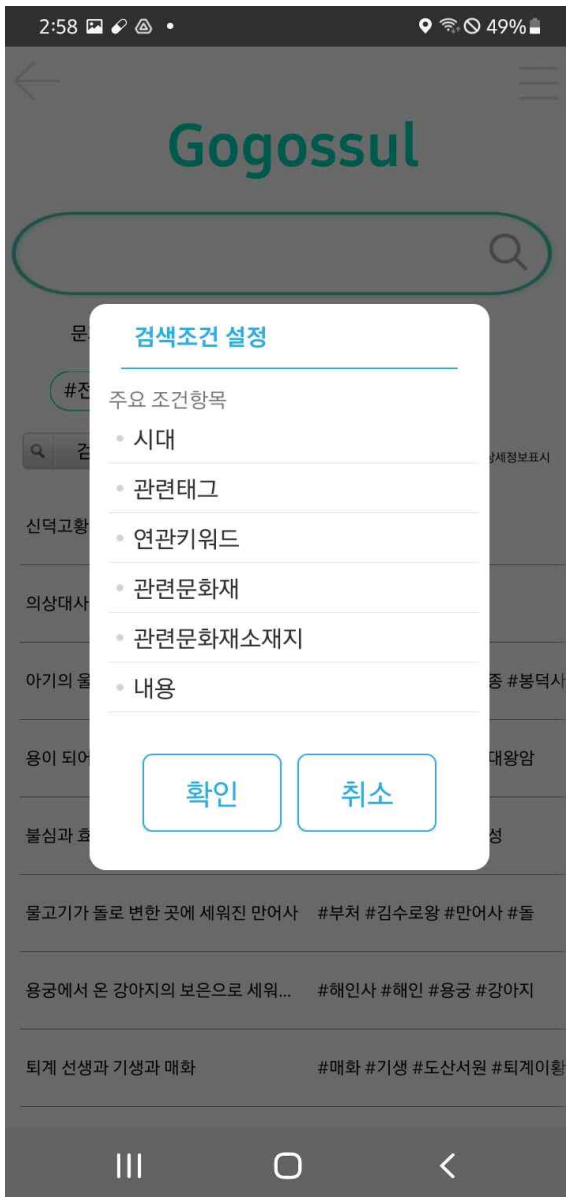 2:58
49%
Gogossul
검색조건 설정
주요 조건항목
시대
관련태그
연관키워드
관련문화재
관련문화재소재지
내용
확인 취소
상세정보표시
신덕고황
의상대사
아기의 울 종 #봉덕사
용이 되어 대왕암
불심과 효 성
물고기가 돌로 변한 곳에 세워진 만어사 #부처 #김수로왕 #만어사 #돌
용궁에서 온 강아지의 보은으로 세워... #해인사 #해인 #용궁 #강아지
퇴계 선생과 기생과 매화 #매화 #기생 #도산서원 #퇴계이황